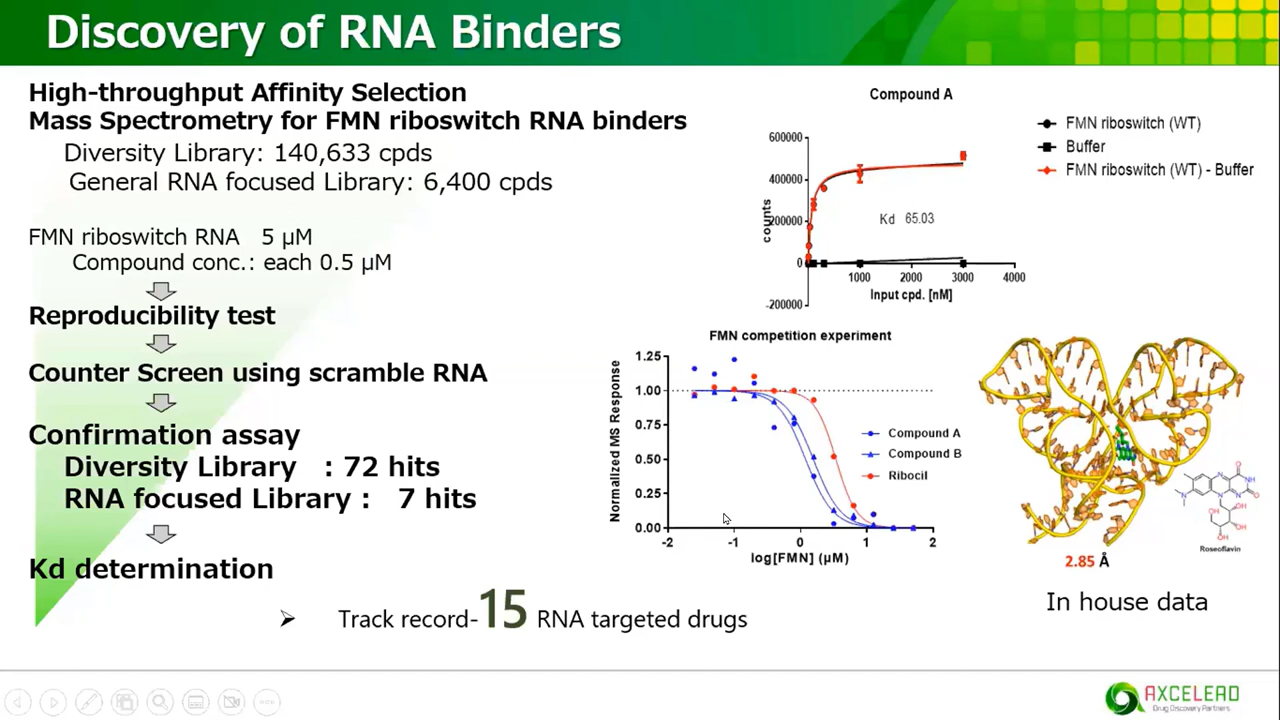 Discovery of RNA Binders
High-throughput Affinity Selection
Mass Spectrometry for FMN riboswitch RNA binders
Diversity Library: 140,633 cpds
General RNA focused Library: 6,400 cpds
FMN riboswitch RNA 5 µM
Compound conc.: each 0.5 µM
Reproducibility test
Counter Screen using scramble RNA
Confirmation assay
Diversity Library : 72 hits
RNA focused Library : 7 hits
Kd determination
Track record-15 RNA targeted drugs
Compound A
600000
400000
200000
0
-200000
counts
Kd 65.03
1000 2000 3000 4000
Input cpd. [nM]
FMN riboswitch (WT)
Buffer
FMN riboswitch (WT) - Buffer
FMN competition experiment
1.25
1.00
0.75
0.50
0.25
0.00
Normalized MS Response
-2 -1 0 1 2
log[FMN] (µM)
Compound A
Compound B
Ribocil
Roseoflavin
2.85 Å
In house data
AXCELEAD
Drug Discovery Partners